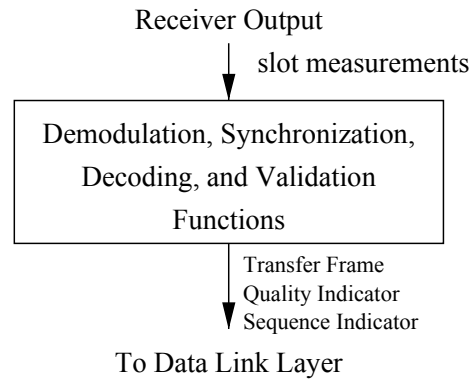 Receiver Output
slot measurements
Demodulation, Synchronization,
Decoding, and Validation
Functions
Transfer Frame
Quality Indicator
Sequence Indicator
To Data Link Layer